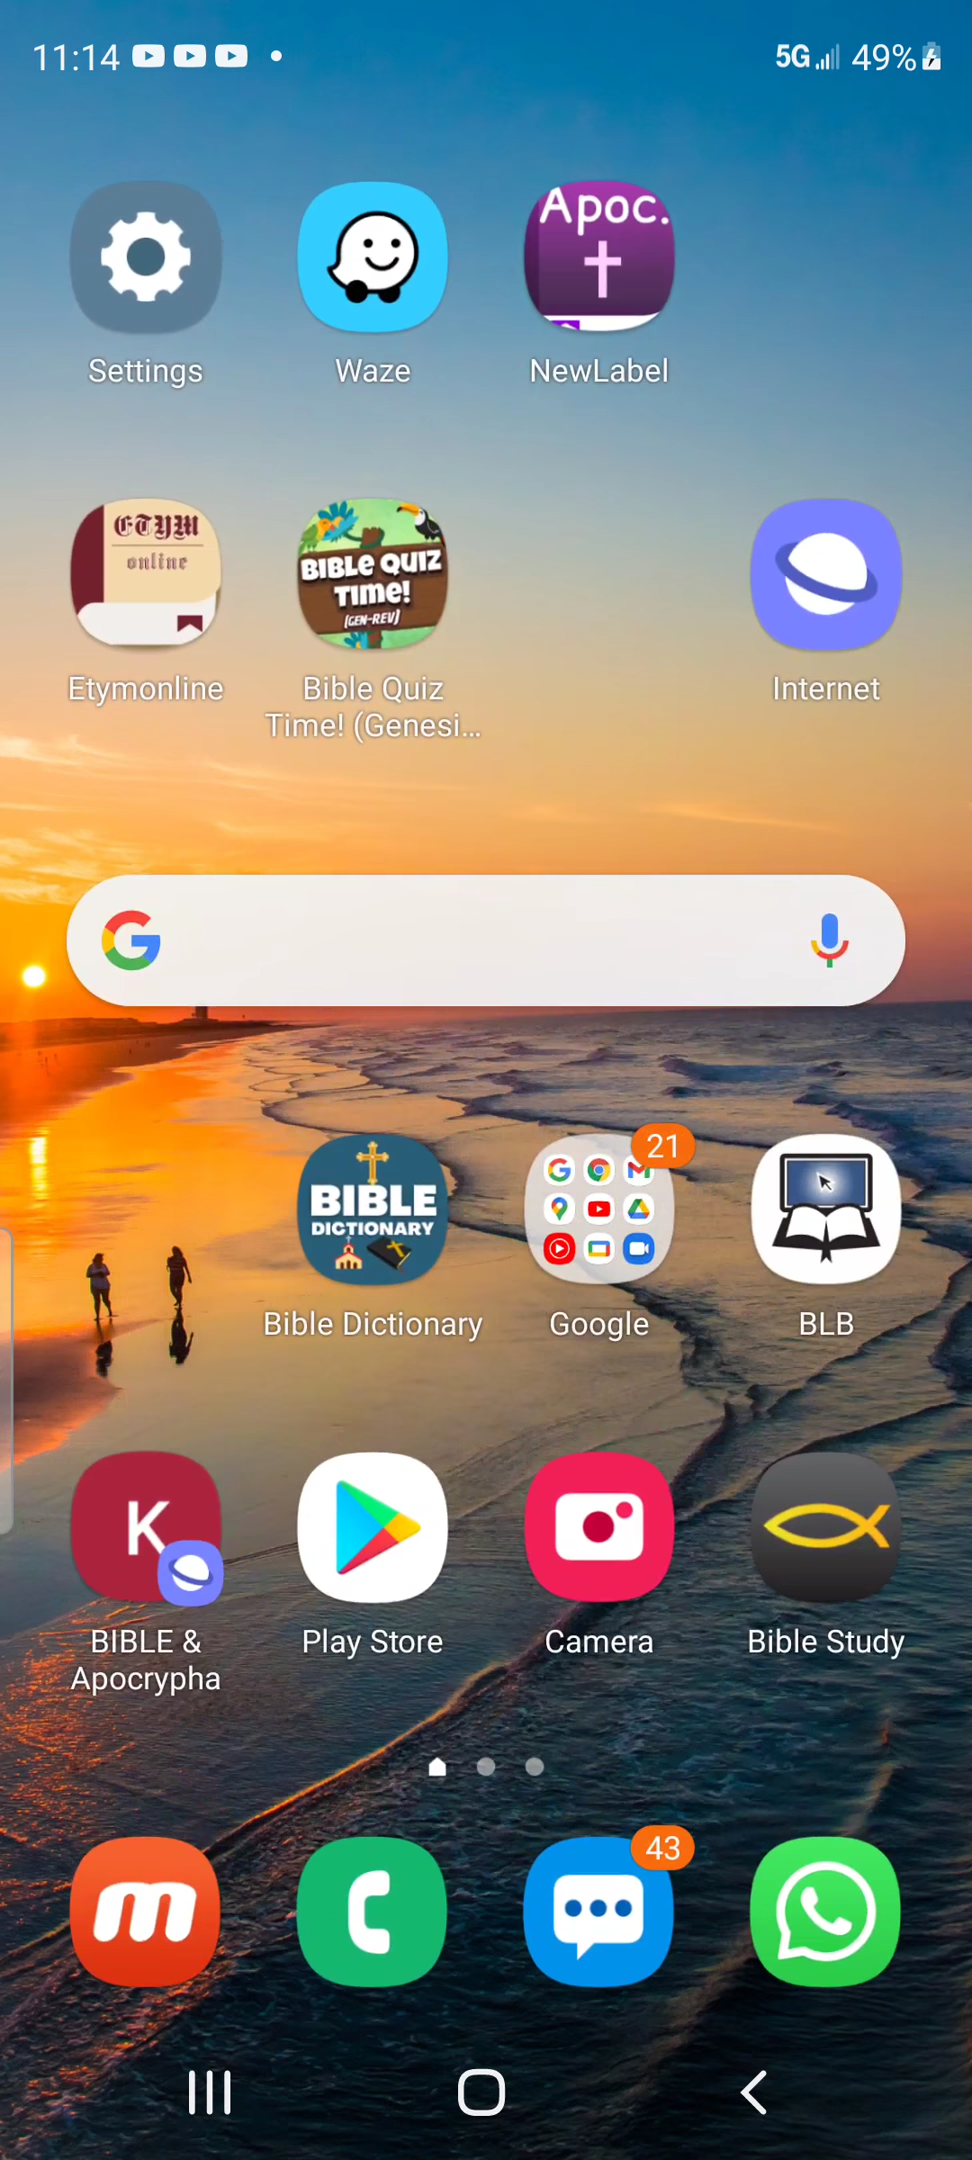 11:14
5G 49%
Apoc.
Settings
Waze
NewLabel
ETYM
online
BIBLE QUIZ
TIME!
(GEN-REV)
Etymonline
Bible Quiz
Time! (Genesi...
Internet
21
BIBLE
DICTIONARY
Bible Dictionary
Google
BLB
K
BIBLE &
Apocrypha
Play Store
Camera
Bible Study
43
m